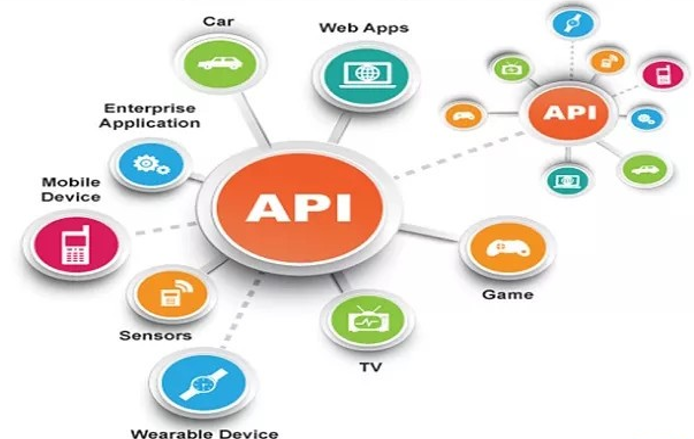 Car
Web Apps
Enterprise
Application
API
Mobile
Device
API
Game
Sensors
TV
Wearable Device